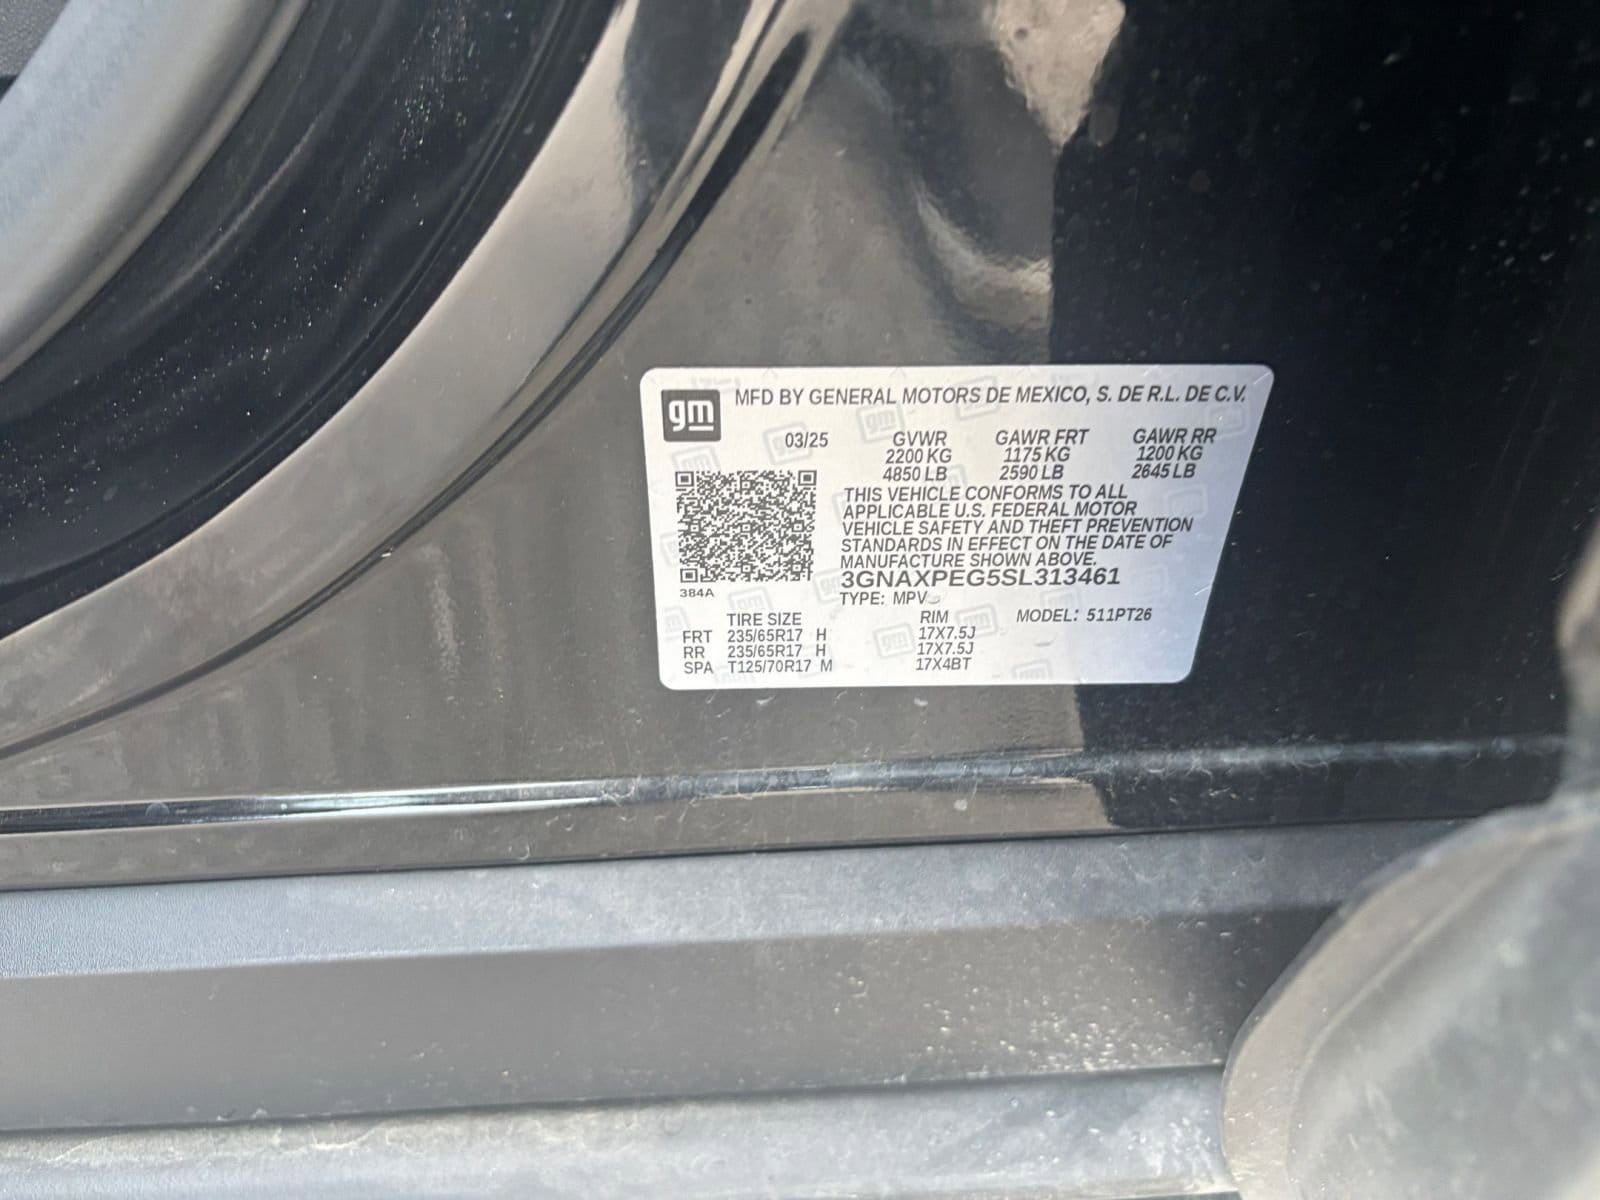 gm MFD BY GENERAL MOTORS DE MEXICO, S. DE R.L. DE C.V.
03/25 GVWR GAWR FRT GAWR RR
2200 KG 1175 KG 1200 KG
4850 LB 2590 LB 2645 LB
THIS VEHICLE CONFORMS TO ALL
APPLICABLE U.S. FEDERAL MOTOR
VEHICLE SAFETY AND THEFT PREVENTION
STANDARDS IN EFFECT ON THE DATE OF
MANUFACTURE SHOWN ABOVE.
384A
3GNAXPEG5SL313461
TYPE: MPV
TIRE SIZE RIM MODEL: 511PT26
FRT 235/65R17 H 17X7.5J
RR 235/65R17 H 17X7.5J
SPA T125/70R17 M 17X4BT